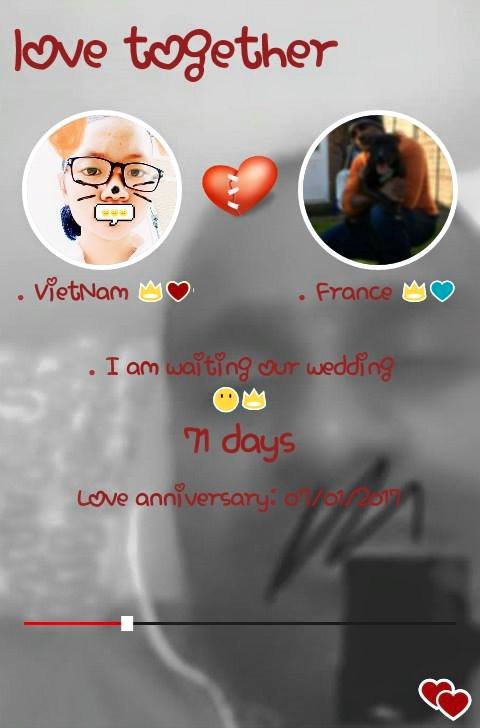 love together
. VietNam
. France
. I am waiting our wedding
71 days
Love anniversary: 07/01/2017